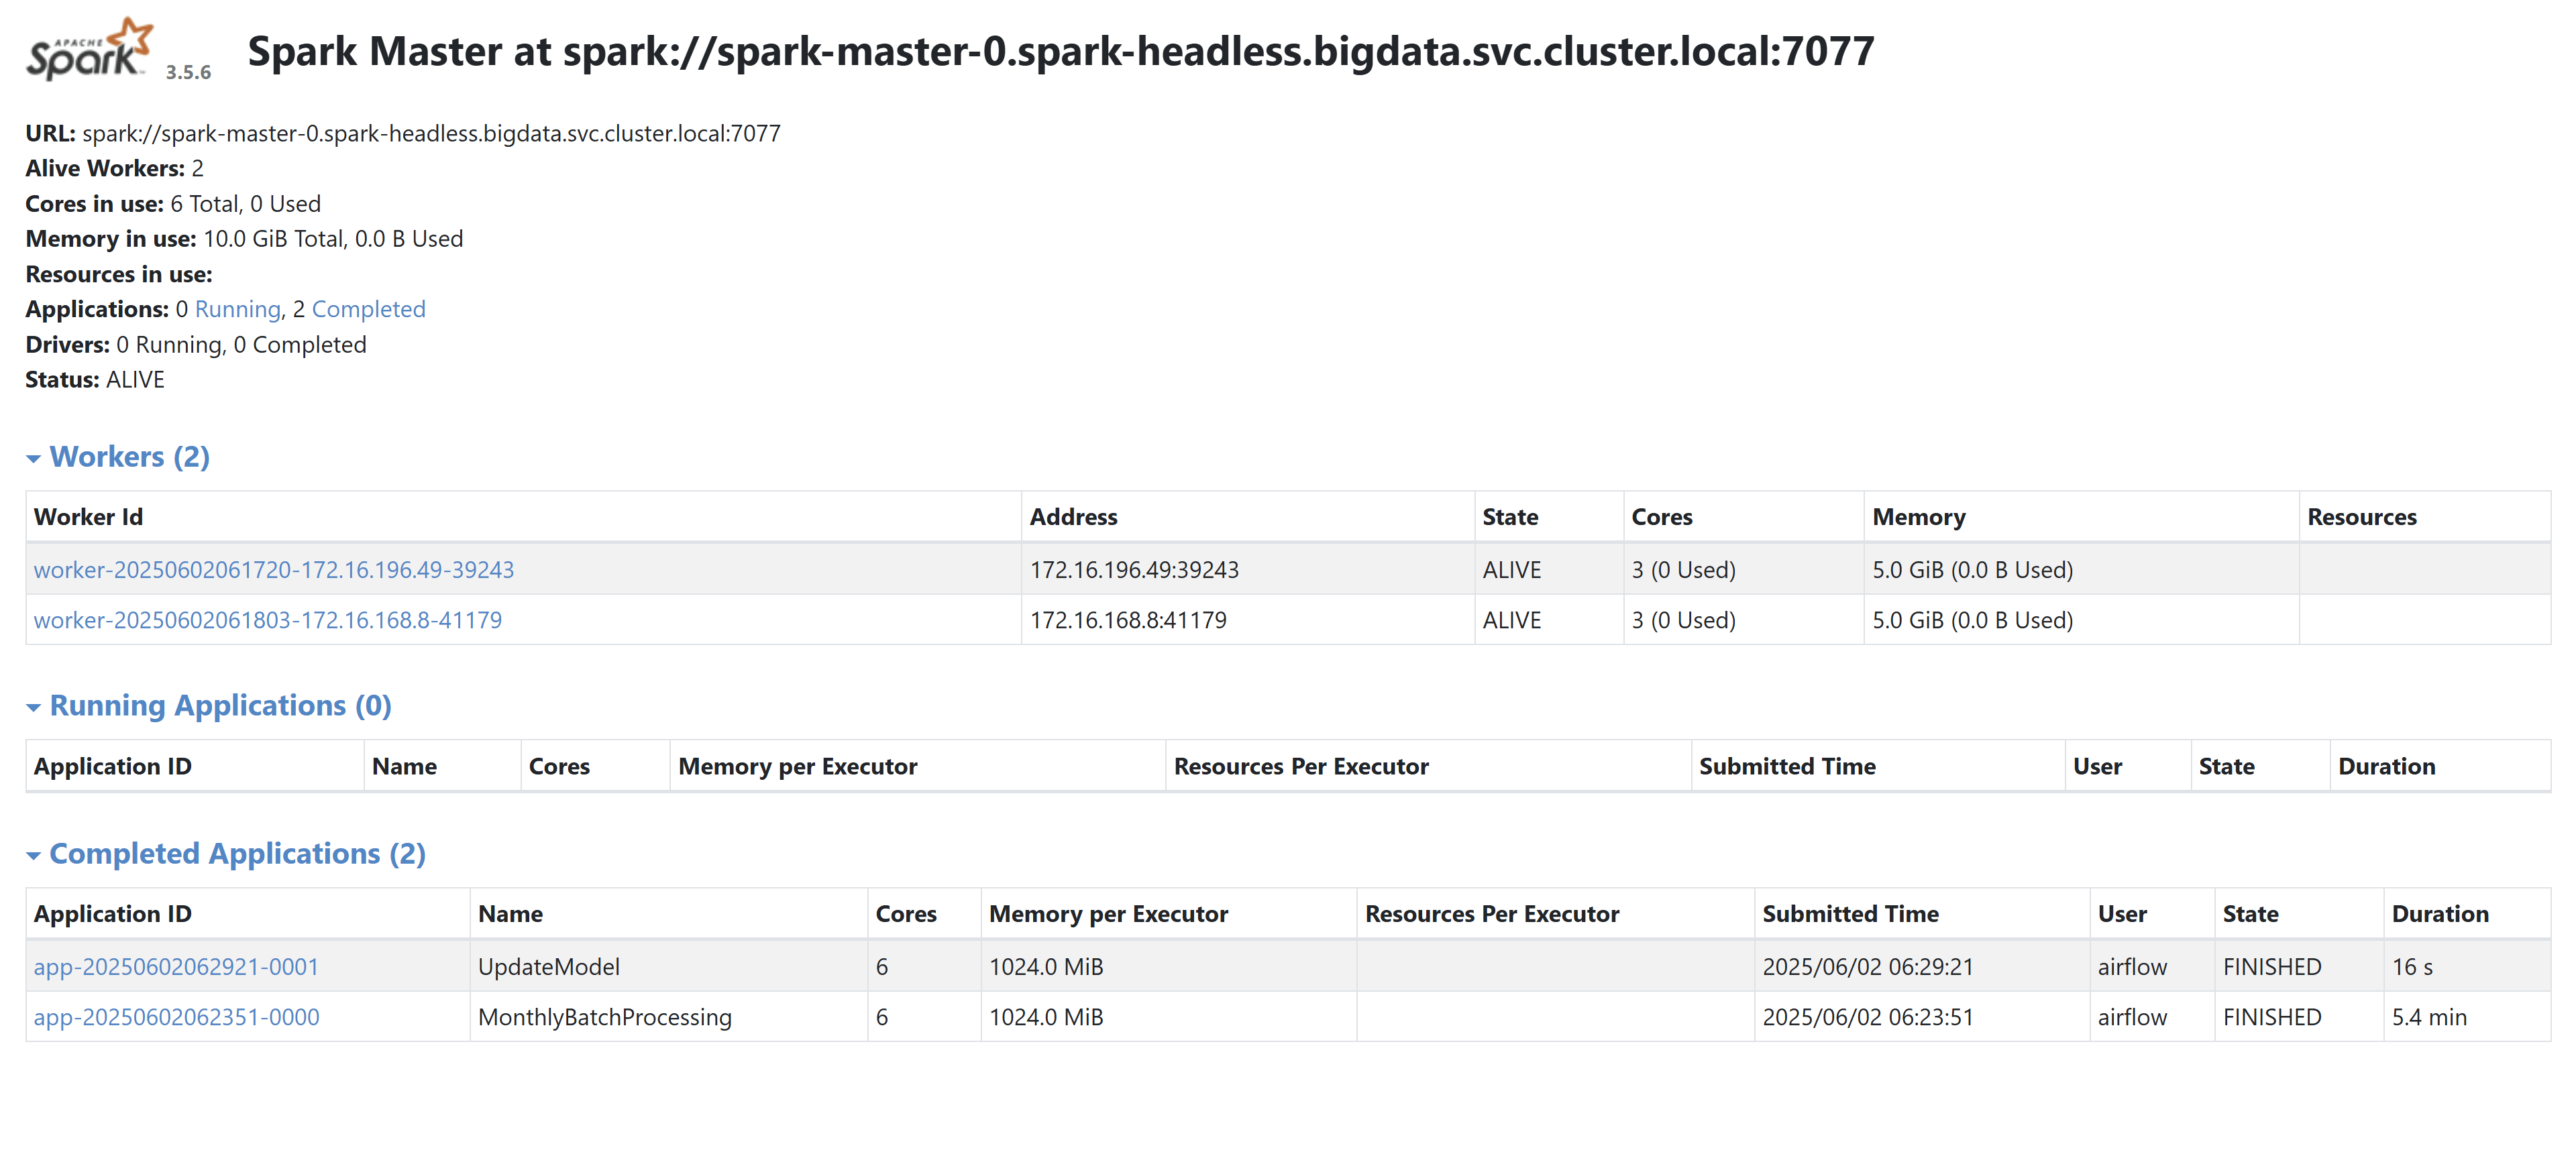 APACHE
Spark 3.5.6 Spark Master at spark://spark-master-0.spark-headless.bigdata.svc.cluster.local:7077
URL: spark://spark-master-0.spark-headless.bigdata.svc.cluster.local:7077
Alive Workers: 2
Cores in use: 6 Total, 0 Used
Memory in use: 10.0 GiB Total, 0.0 B Used
Resources in use:
Applications: 0 Running, 2 Completed
Drivers: 0 Running, 0 Completed
Status: ALIVE
Workers (2)
Worker Id Address State Cores Memory Resources
worker-20250602061720-172.16.196.49-39243 172.16.196.49:39243 ALIVE 3 (0 Used) 5.0 GiB (0.0 B Used)
worker-20250602061803-172.16.168.8-41179 172.16.168.8:41179 ALIVE 3 (0 Used) 5.0 GiB (0.0 B Used)
Running Applications (0)
Application ID Name Cores Memory per Executor Resources Per Executor Submitted Time User State Duration
Completed Applications (2)
Application ID Name Cores Memory per Executor Resources Per Executor Submitted Time User State Duration
app-20250602062921-0001 UpdateModel 6 1024.0 MiB 2025/06/02 06:29:21 airflow FINISHED 16 s
app-20250602062351-0000 MonthlyBatchProcessing 6 1024.0 MiB 2025/06/02 06:23:51 airflow FINISHED 5.4 min